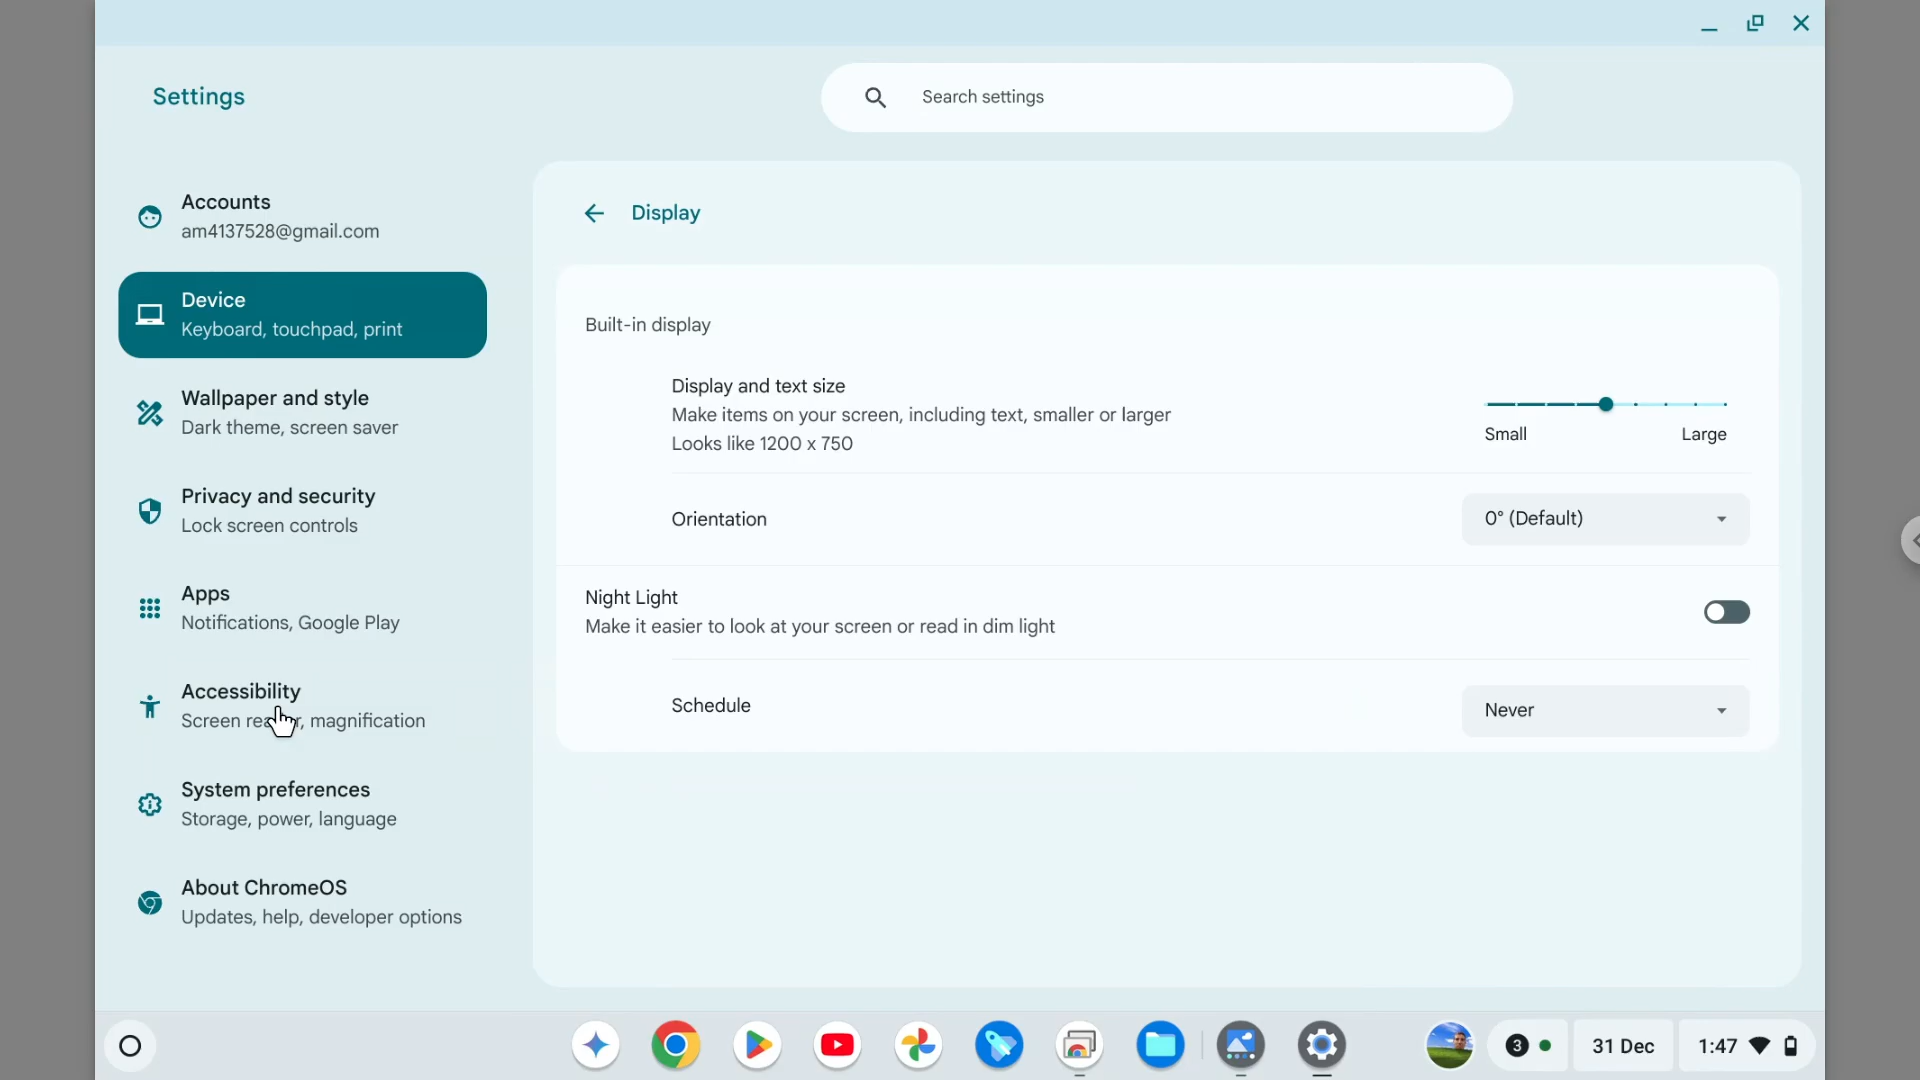 Settings
Search settings
Accounts
am4137528@gmail.com
Device
Keyboard, touchpad, print
Wallpaper and style
Dark theme, screen saver
Privacy and security
Lock screen controls
Apps
Notifications, Google Play
Accessibility
Screen reader, magnification
System preferences
Storage, power, language
About ChromeOS
Updates, help, developer options
Display
Built-in display
Display and text size
Make items on your screen, including text, smaller or larger
Looks like 1200 x 750
Small Large
Orientation
0° (Default)
Night Light
Make it easier to look at your screen or read in dim light
Schedule
Never
3
31 Dec
1:47